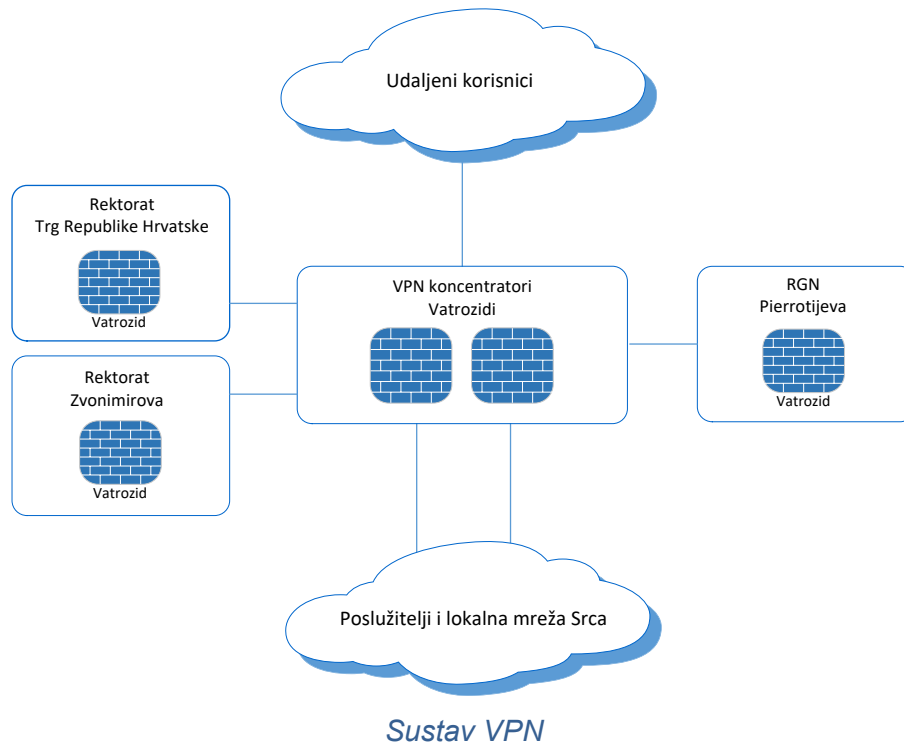 Udaljeni korisnici
Rektorat
Trg Republike Hrvatske
Vatrozid
VPN koncentratori
Vatrozidi
RGN
Pierrotijeva
Vatrozid
Rektorat
Zvonimirova
Vatrozid
Poslužitelji i lokalna mreža Srca
Sustav VPN